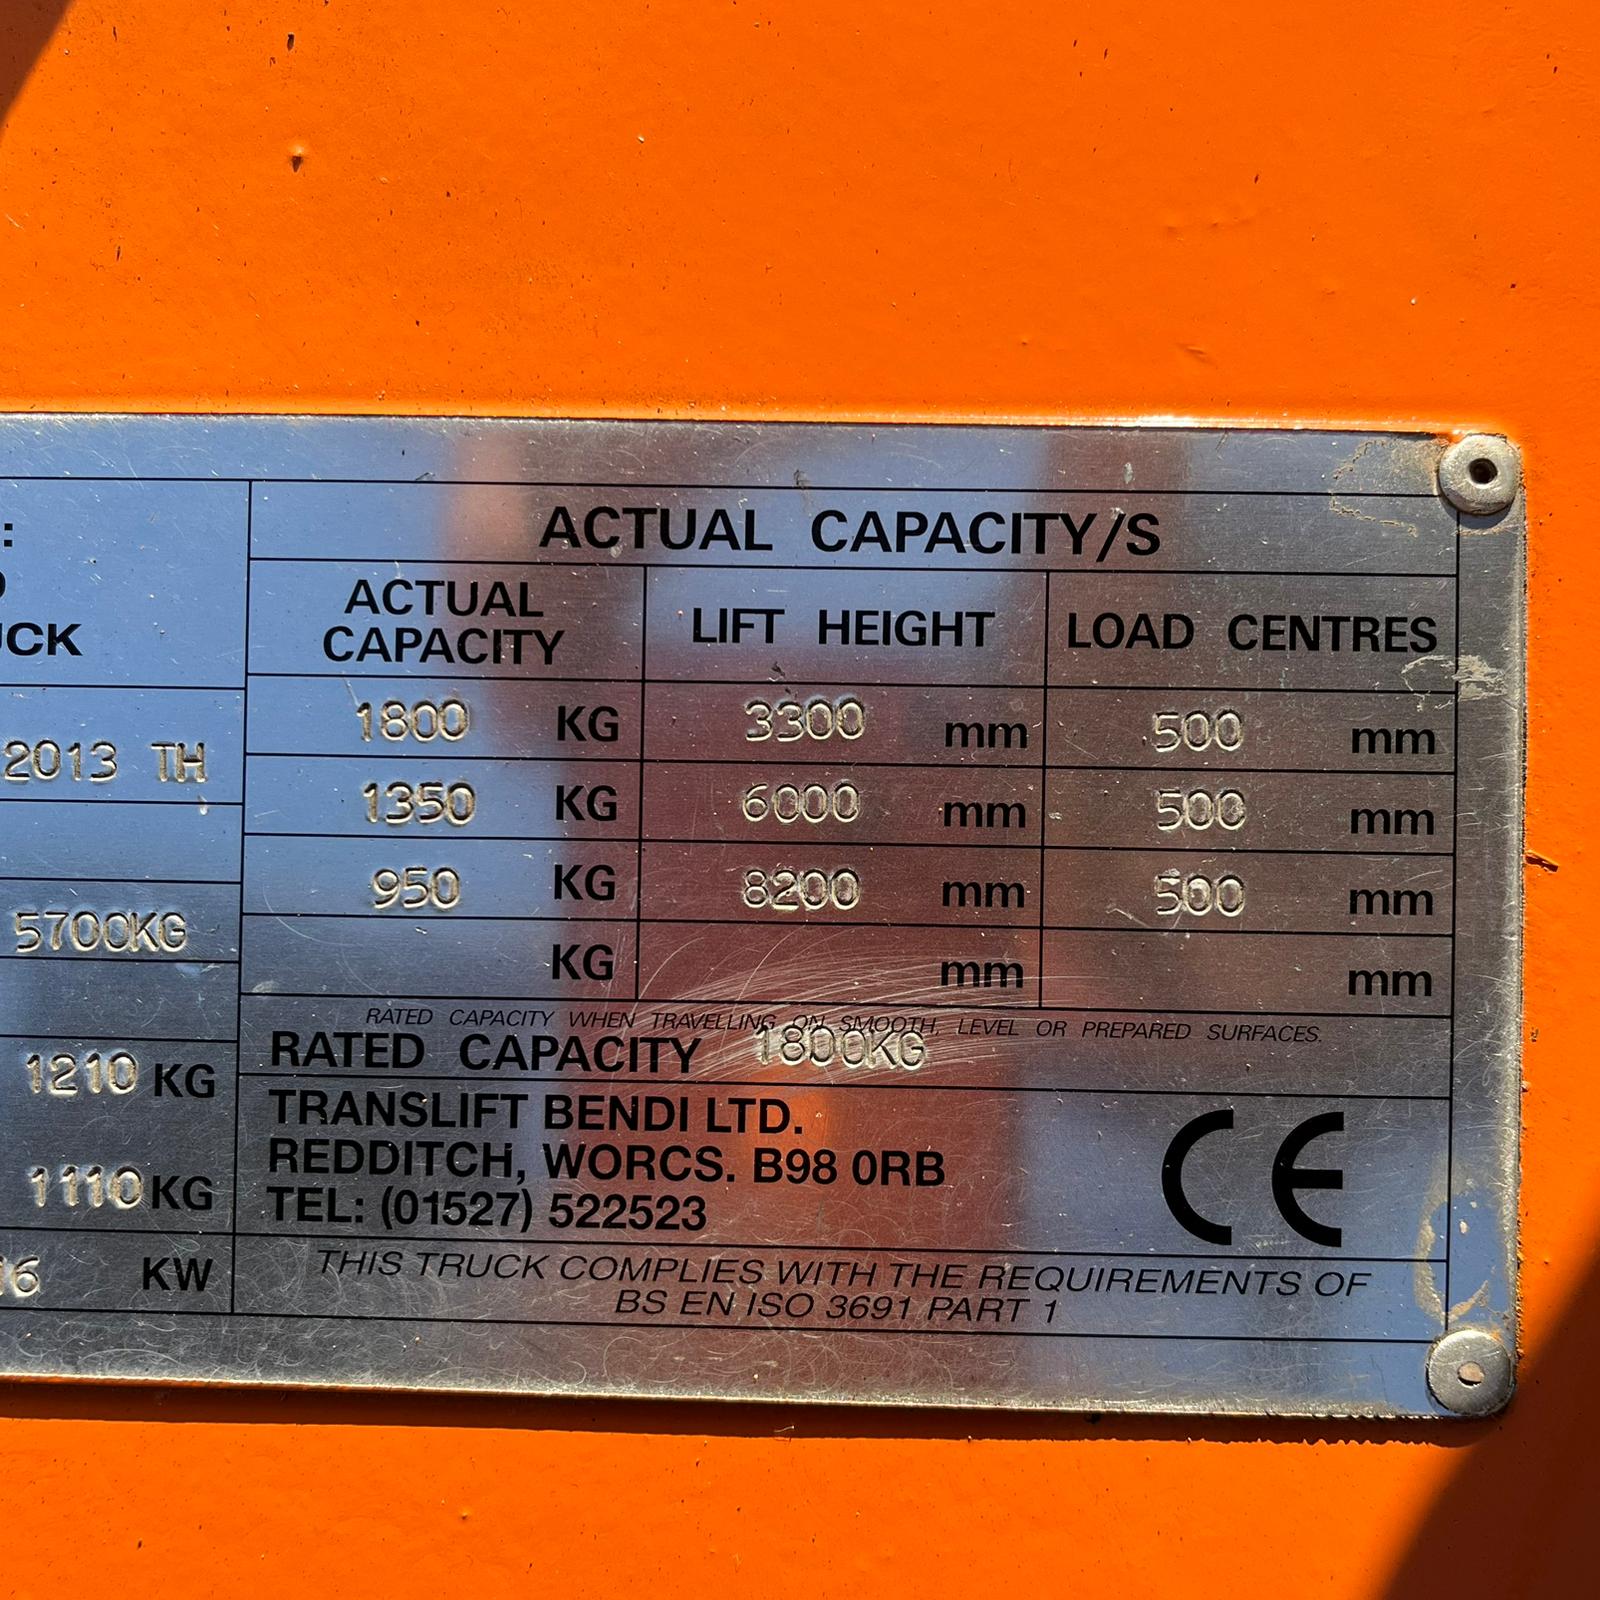 :
UCK
2013 TH
5700KG
1210 KG
1110 KG
16 KW
ACTUAL CAPACITY/S
ACTUAL CAPACITY LIFT HEIGHT LOAD CENTRES
1800 KG 3300 mm 500 mm
1350 KG 6000 mm 500 mm
950 KG 8200 mm 500 mm
KG mm mm
RATED CAPACITY WHEN TRAVELLING ON SMOOTH, LEVEL OR PREPARED SURFACES.
RATED CAPACITY 1800KG
TRANSLIFT BENDI LTD.
REDDITCH, WORCS. B98 0RB
TEL: (01527) 522523
CE
THIS TRUCK COMPLIES WITH THE REQUIREMENTS OF
BS EN ISO 3691 PART 1